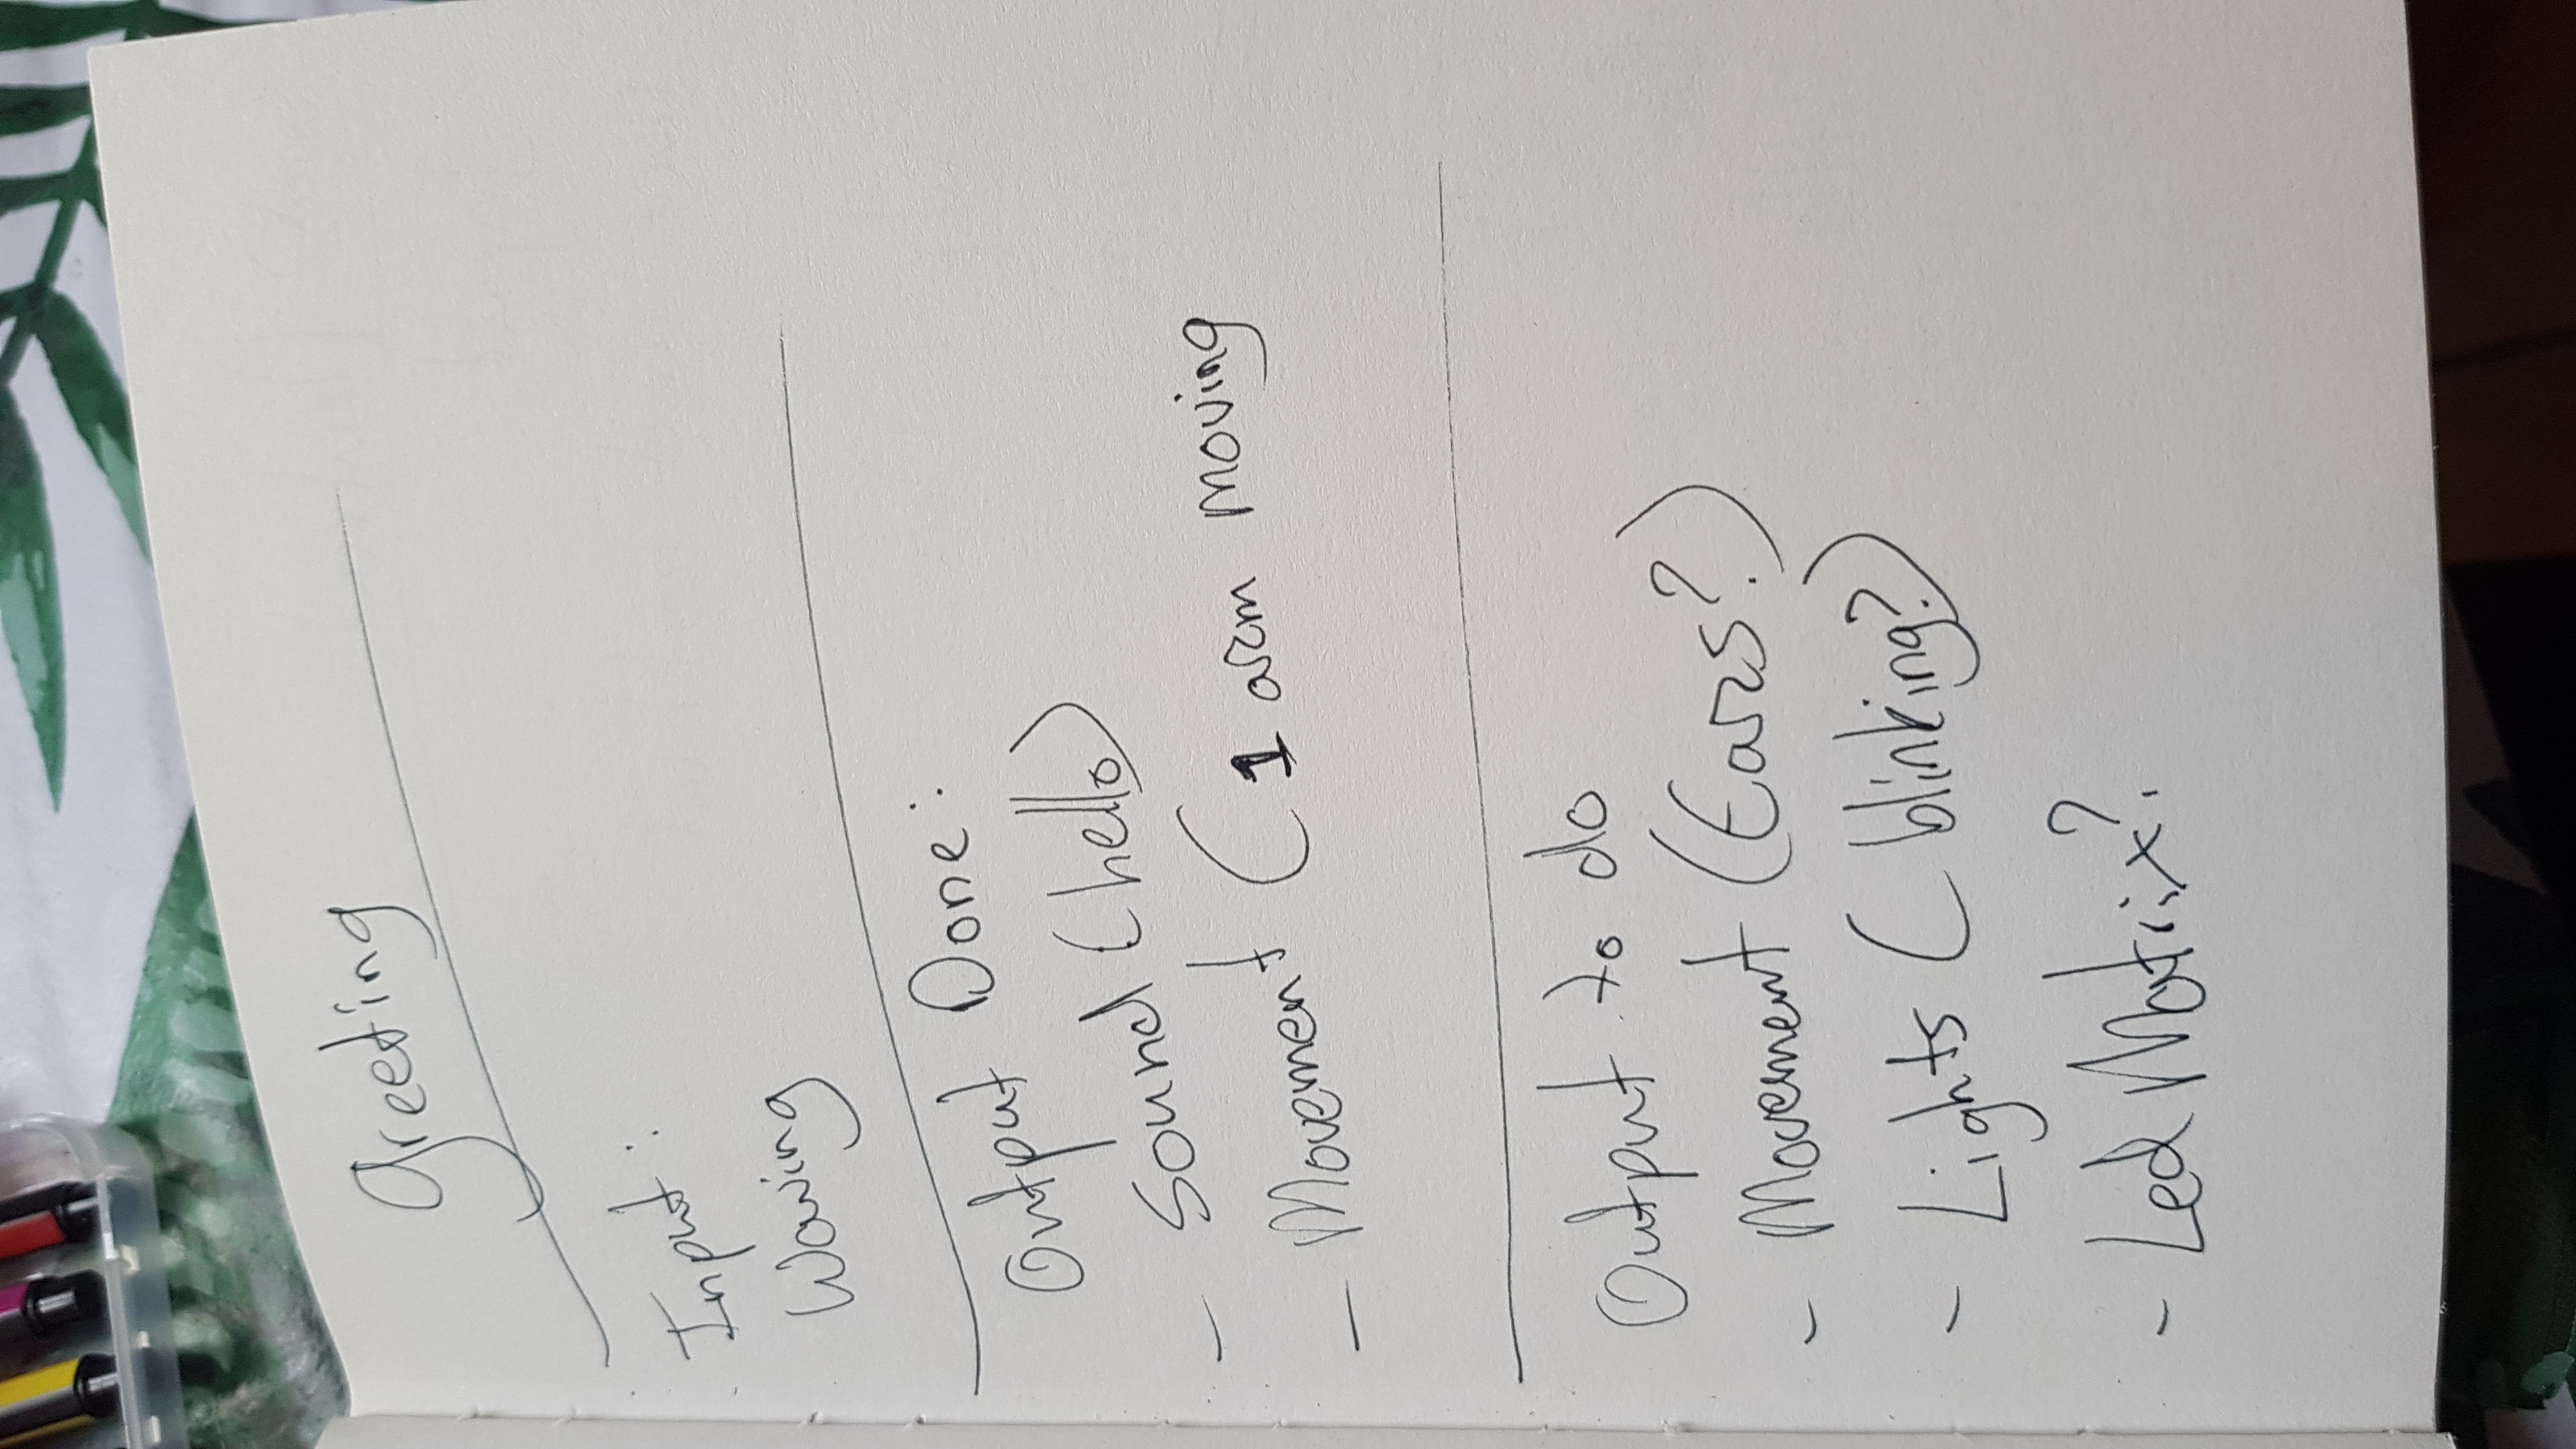 Greeting
Input:
Waving
Output Done:
- Sound (hello)
- Movement (1 arm moving
Output to do
- Movement (Ears?)
- Lights (blinking?)
- Led Matrix?